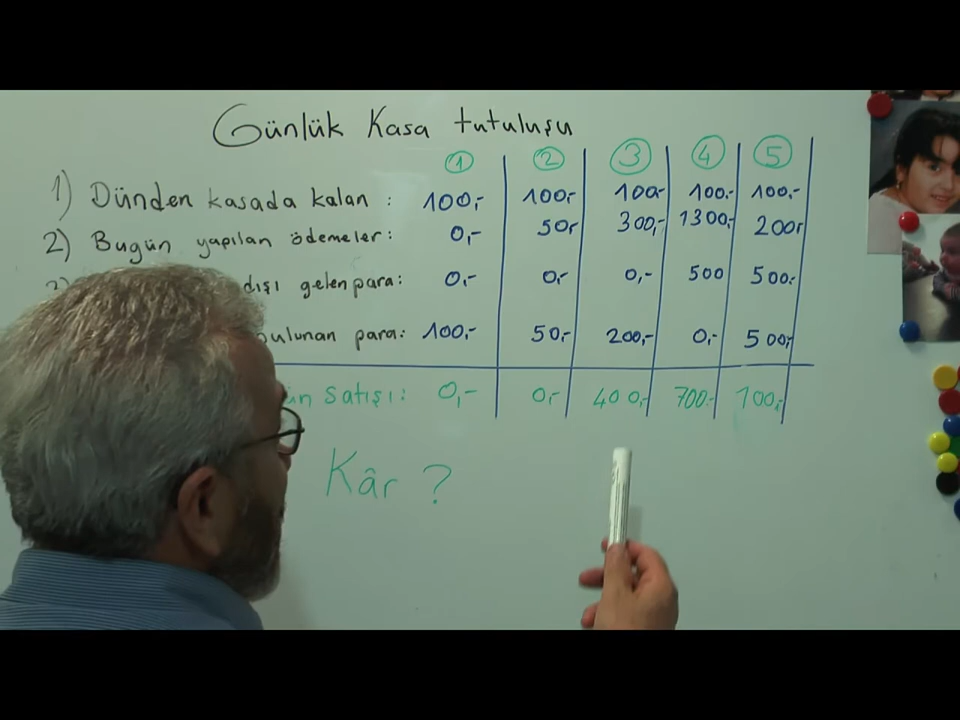 Günlük Kasa tutuluşu
1 2 3 4 5
1) Dünden kasada kalan : 100,- 100,- 100,- 100.- 100.-
2) Bugün yapılan ödemeler: 0,- 50,- 300,- 1300,- 200,-
dışı gelen para: 0,- 0,- 0,- 500 500.-
bulunan para: 100,- 50,- 200,- 0,- 500,-
satışı: 0,- 0,- 400,- 700.- 100,-
Kâr ?